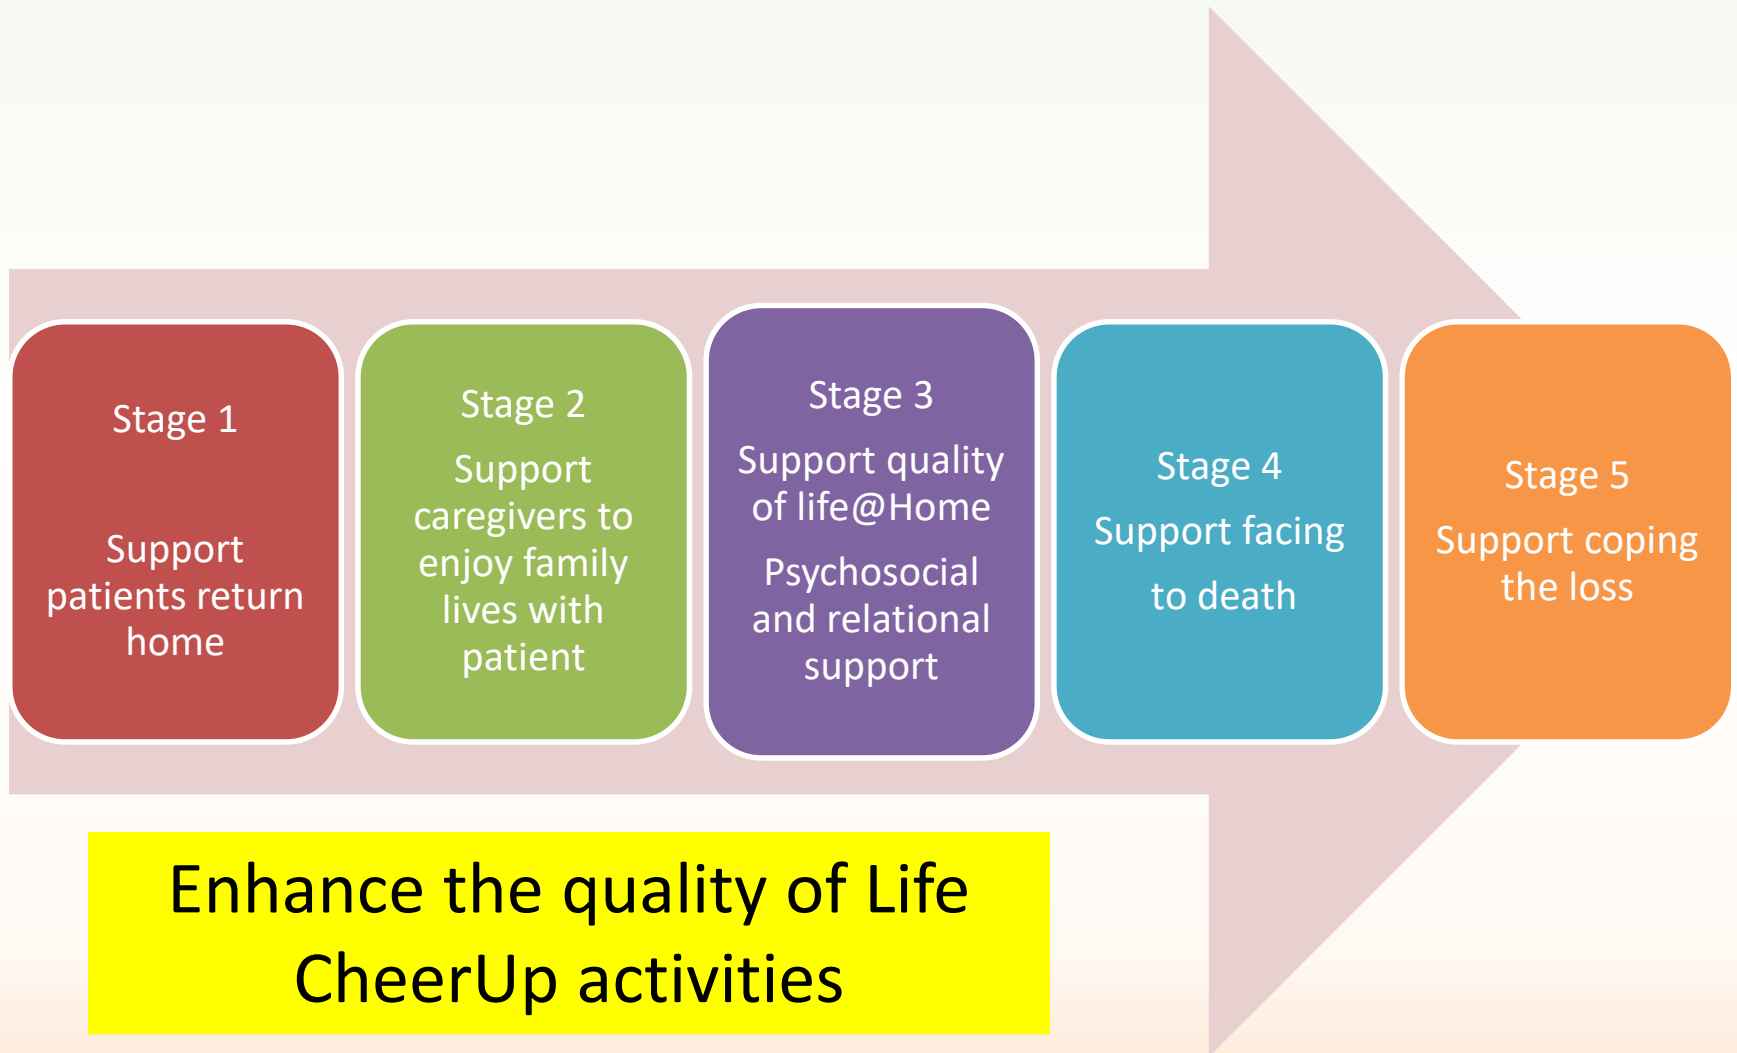 Stage 1
Support
patients return
home
Stage 2
Support
caregivers to
enjoy family
lives with
patient
Stage 3
Support quality
of life@Home
Psychosocial
and relational
support
Stage 4
Support facing
to death
Stage 5
Support coping
the loss
Enhance the quality of Life
CheerUp activities